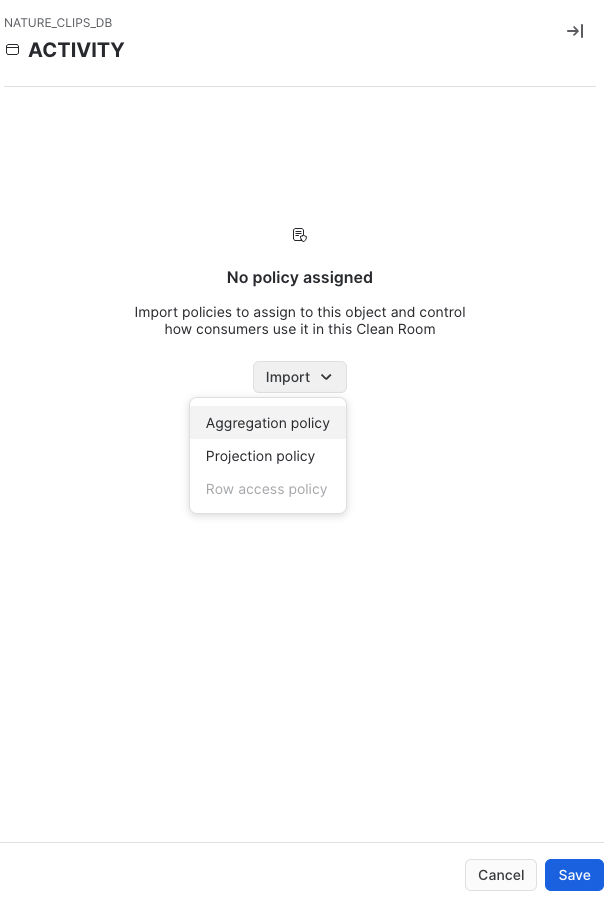 NATURE_CLIPS_DB
ACTIVITY
No policy assigned
Import policies to assign to this object and control
how consumers use it in this Clean Room
Import
Aggregation policy
Projection policy
Row access policy
Cancel
Save